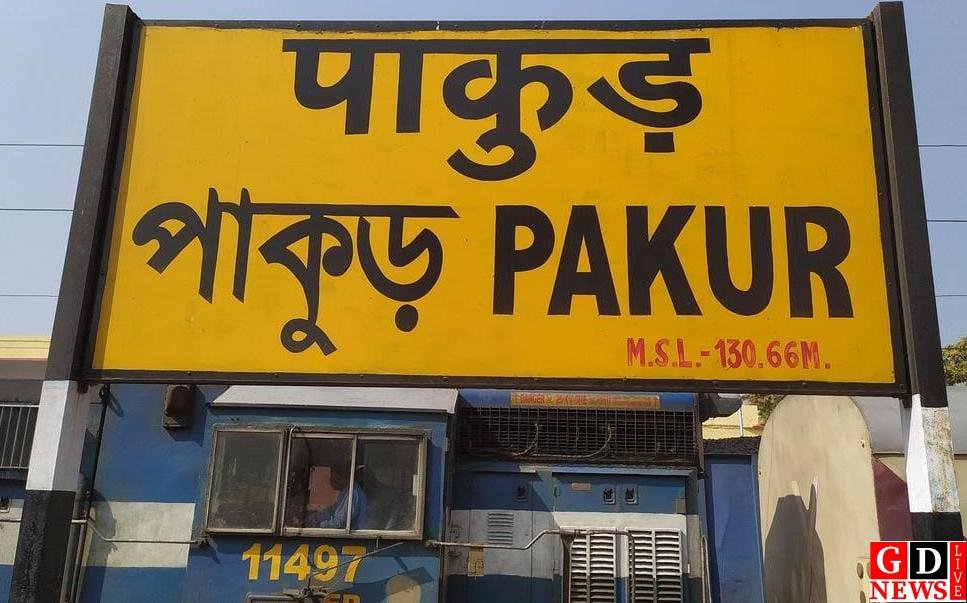 पाकुड़
পাকুড় PAKUR
M.S.L.-130.66M.
11497
GD
NEWS LIVE